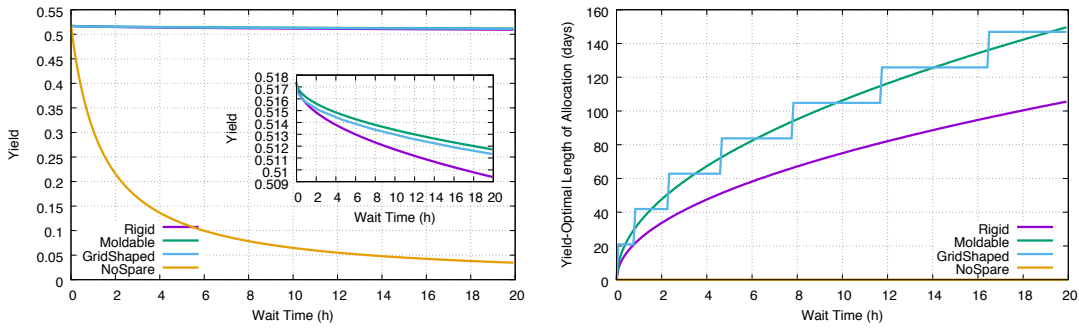 0.55
0.5
0.45
0.4
0.35
0.3
0.25
0.2
0.15
0.1
0.05
0
Yield
0 2 4 6 8 10 12 14 16 18 20
Wait Time (h)
Rigid
Moldable
GridShaped
NoSpare
0.518
0.517
0.516
0.514
0.513
0.512
0.511
0.51
0.509
Yield
0 2 4 6 8 10 12 14 16 18 20
Wait Time (h)
160
140
120
100
80
60
40
20
0
Yield-Optimal Length of Allocation (days)
0 2 4 6 8 10 12 14 16 18 20
Wait Time (h)
Rigid
Moldable
GridShaped
NoSpare